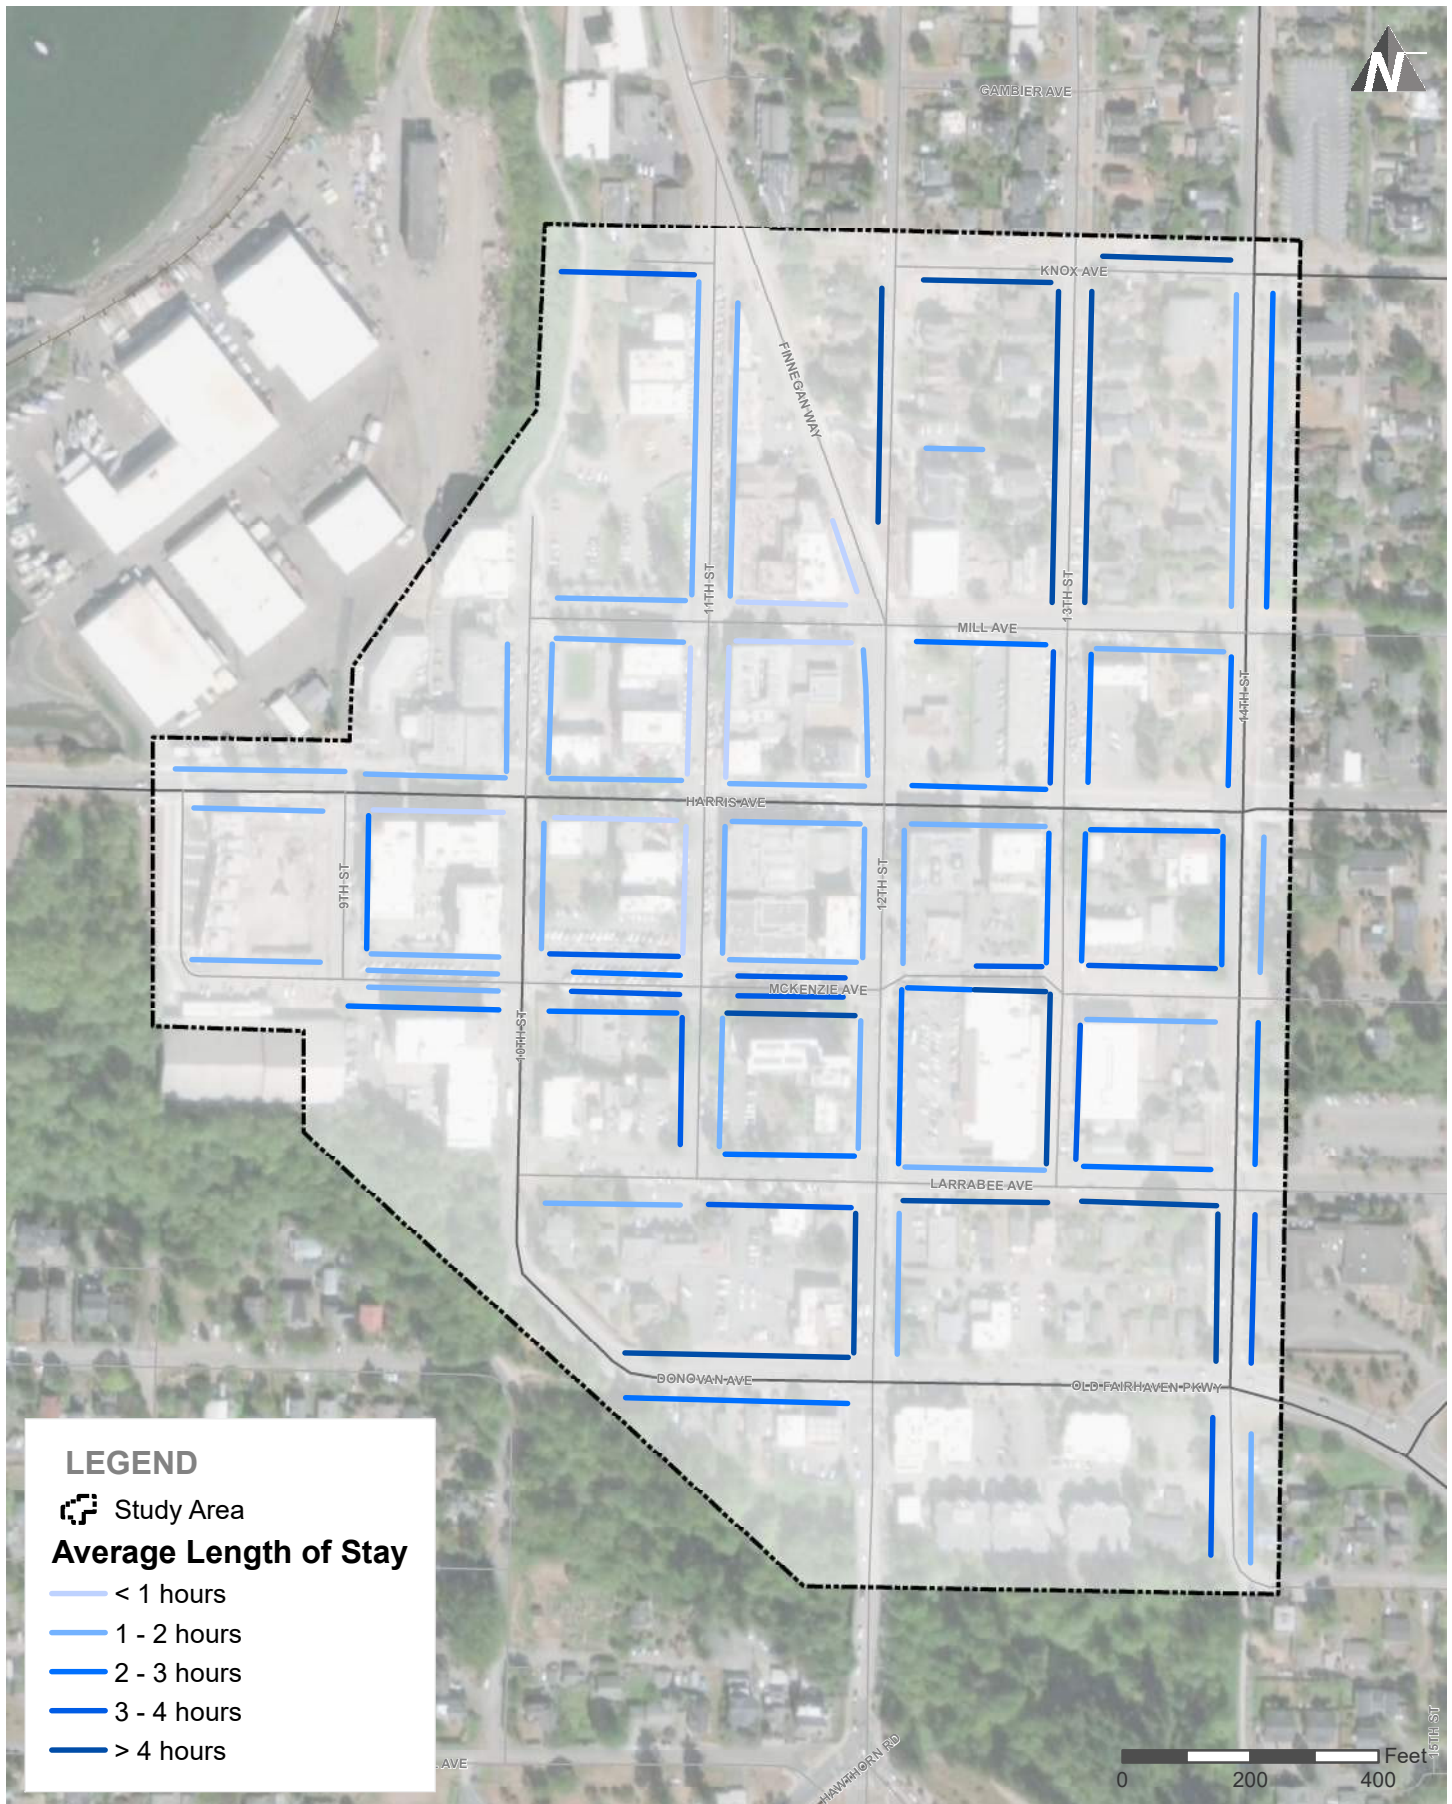 N
GAMBIER AVE
KNOX AVE
FINNEGAN WAY
11TH ST
13TH ST
MILL AVE
14TH ST
HARRIS AVE
9TH ST
12TH ST
MCKENZIE AVE
10TH ST
LARRABEE AVE
DONOVAN AVE
OLD FAIRHAVEN PKWY
LEGEND
Study Area
Average Length of Stay
< 1 hours
1 - 2 hours
2 - 3 hours
3 - 4 hours
> 4 hours
AVE
HAWTHORN RD
15TH ST
Feet
0 200 400